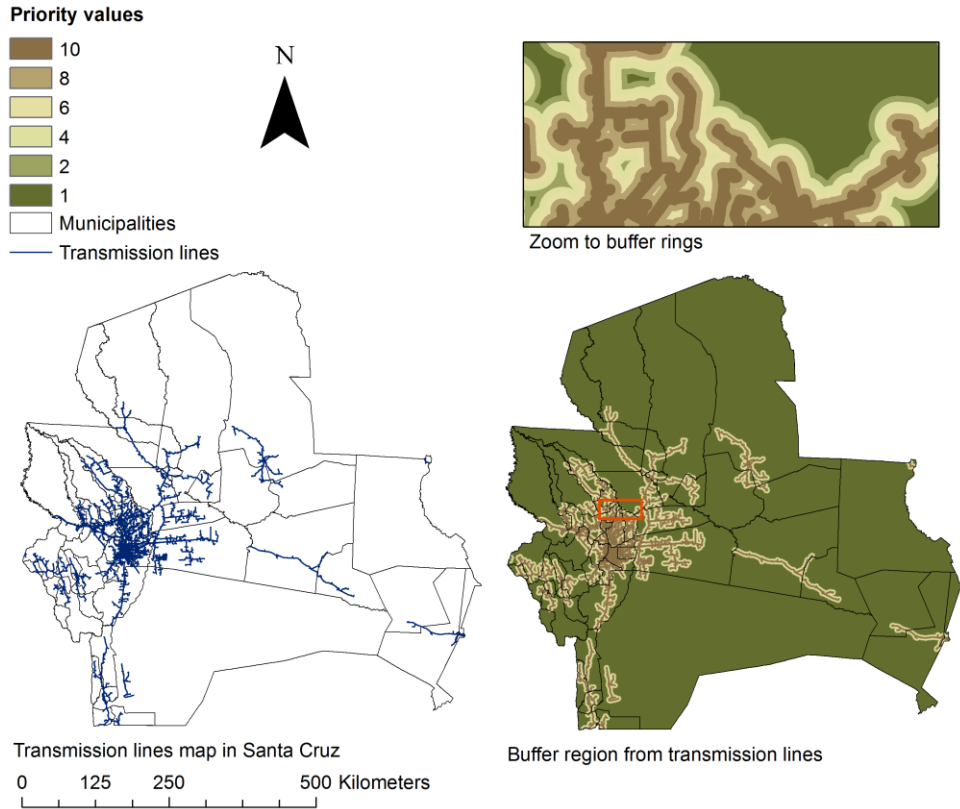 Priority values
10
8
6
4
2
1
Municipalities
Transmission lines
N
Zoom to buffer rings
Transmission lines map in Santa Cruz
0 125 250 500 Kilometers
Buffer region from transmission lines